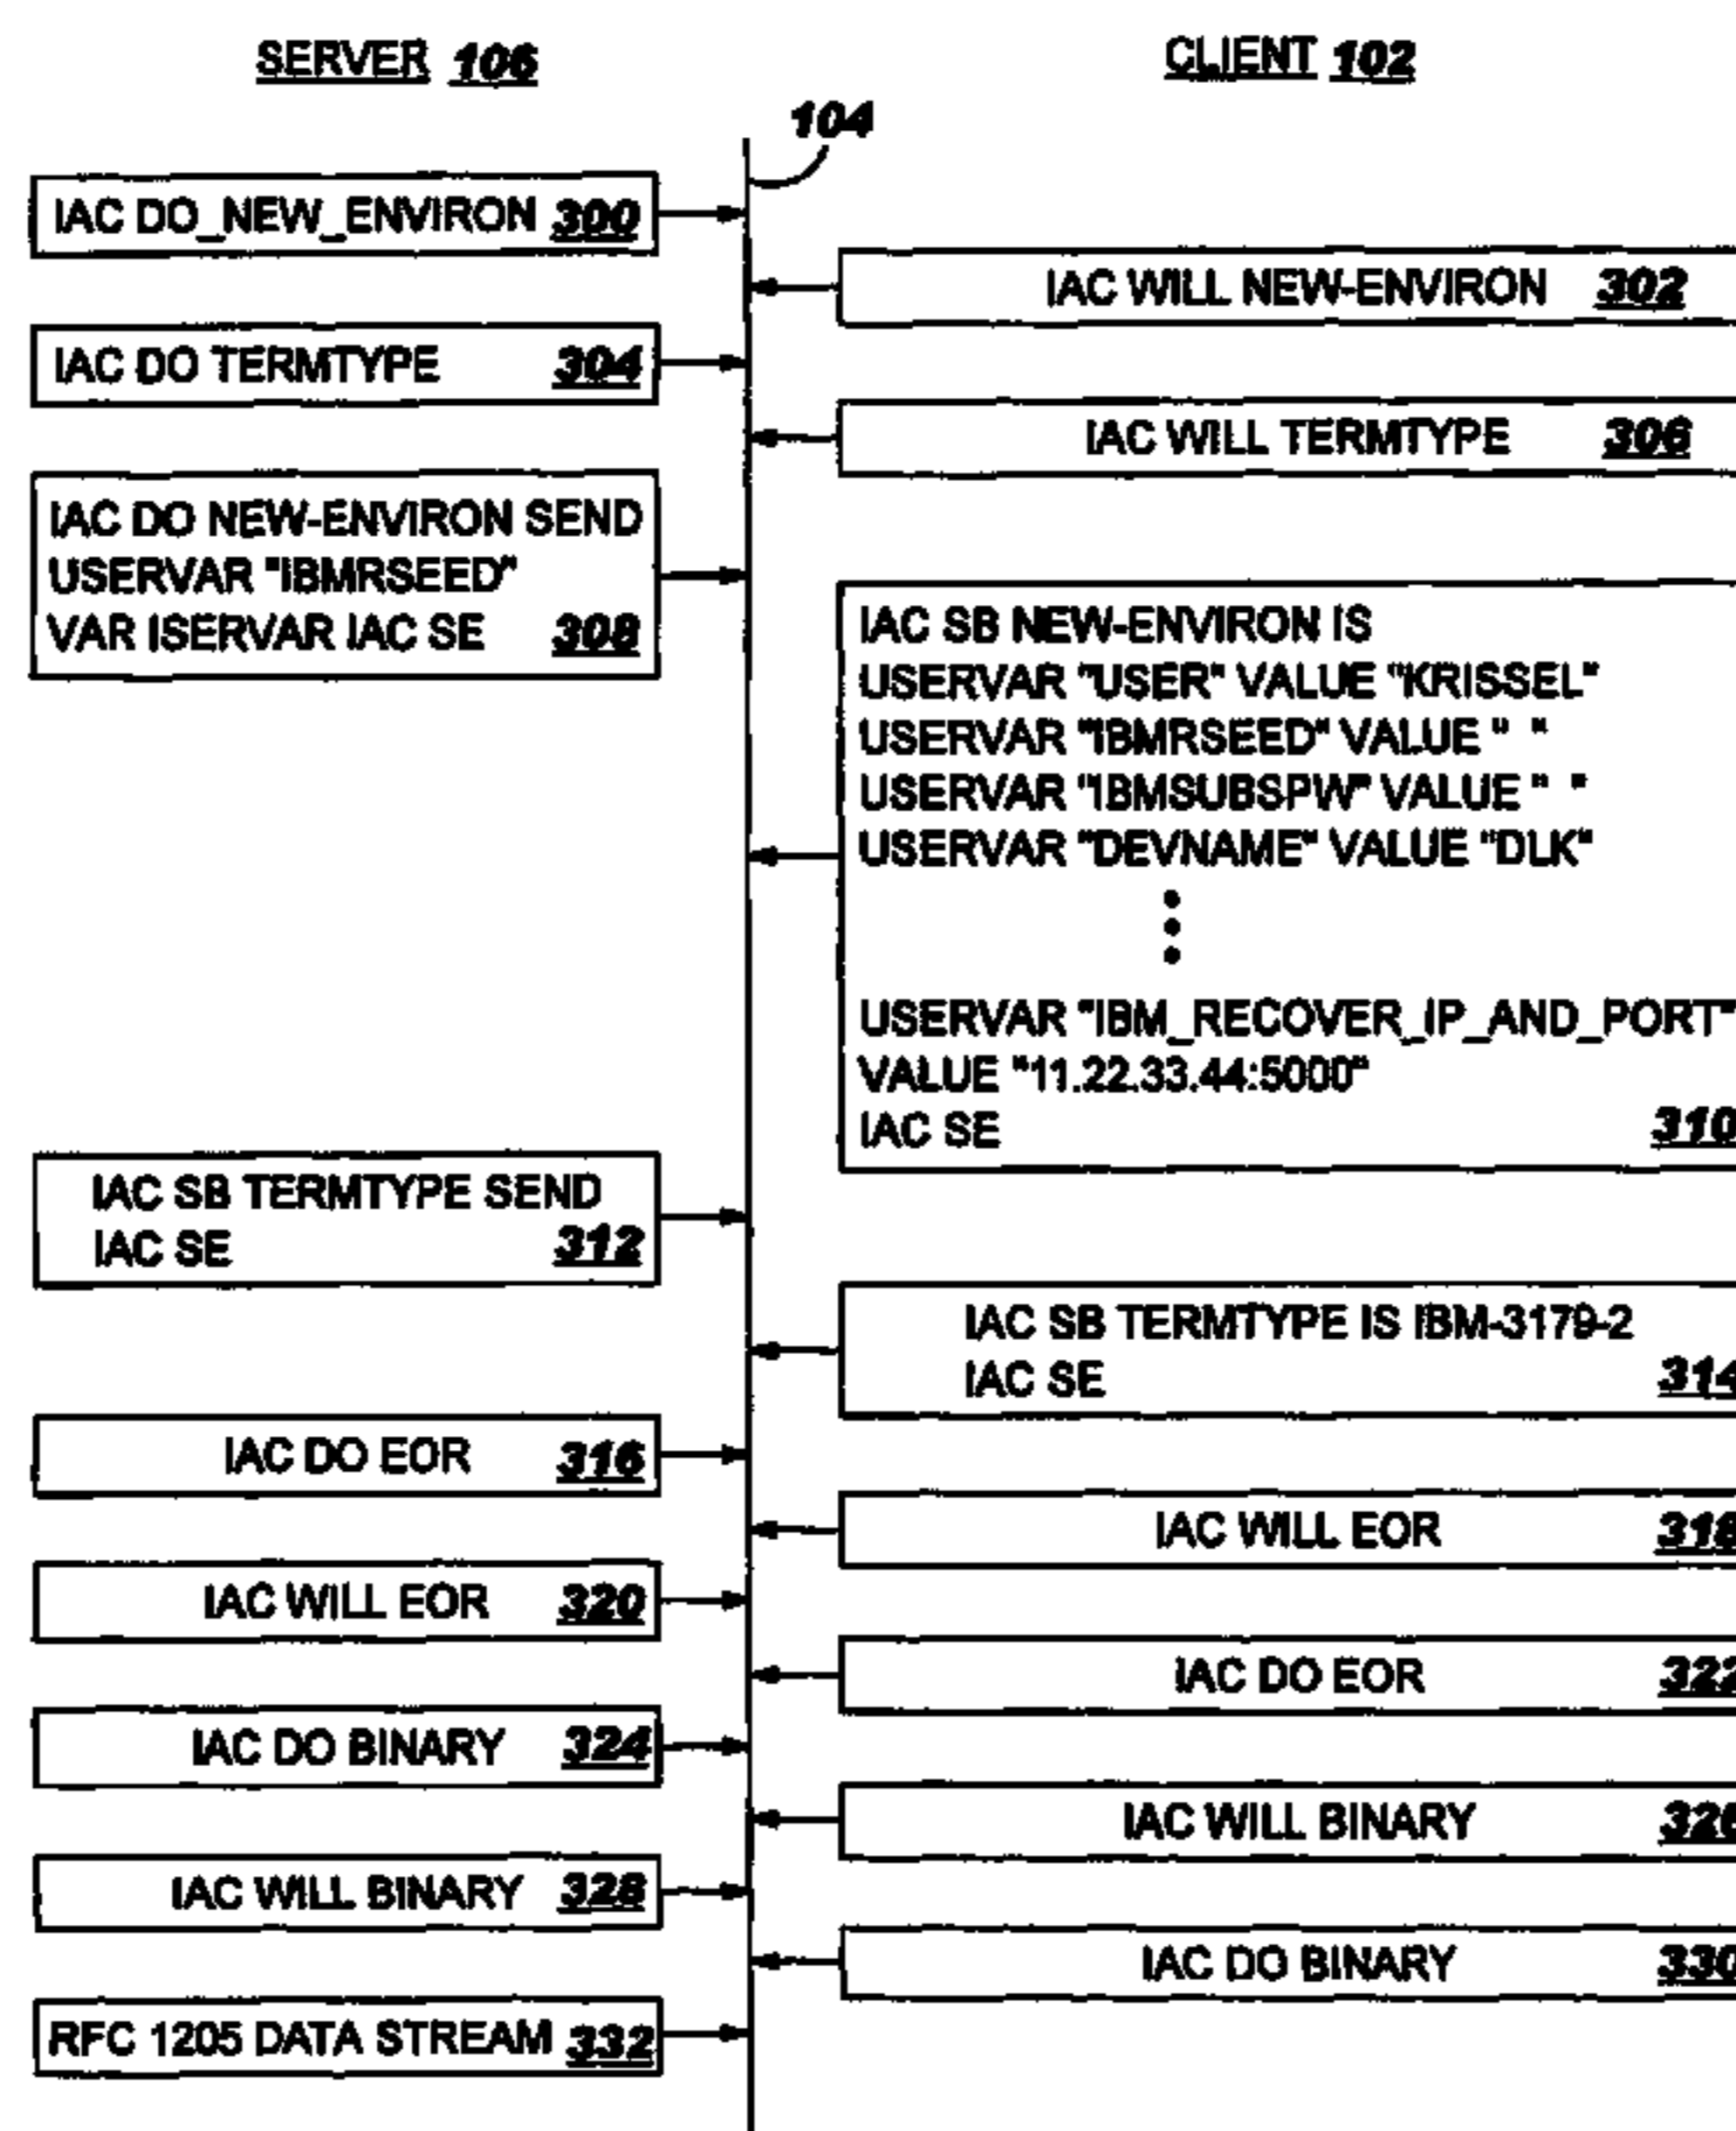 SERVER 106
CLIENT 102
104
IAC DO_NEW_ENVIRON 300
IAC WILL NEW-ENVIRON 302
IAC DO TERMTYPE 304
IAC WILL TERMTYPE 306
IAC DO NEW-ENVIRON SEND
USERVAR "IBMRSEED"
VAR ISERVAR IAC SE 308
IAC SB NEW-ENVIRON IS
USERVAR "USER" VALUE "KRISSEL"
USERVAR "IBMRSEED" VALUE " "
USERVAR "IBMSUBSPW" VALUE " "
USERVAR "DEVNAME" VALUE "DLK"
USERVAR "IBM_RECOVER_IP_AND_PORT"
VALUE "11.22.33.44:5000"
IAC SE 310
IAC SB TERMTYPE SEND
IAC SE 312
IAC SB TERMTYPE IS IBM-3179-2
IAC SE 314
IAC DO EOR 316
IAC WILL EOR 318
IAC WILL EOR 320
IAC DO EOR 322
IAC DO BINARY 324
IAC WILL BINARY 326
IAC WILL BINARY 328
IAC DO BINARY 330
RFC 1205 DATA STREAM 332